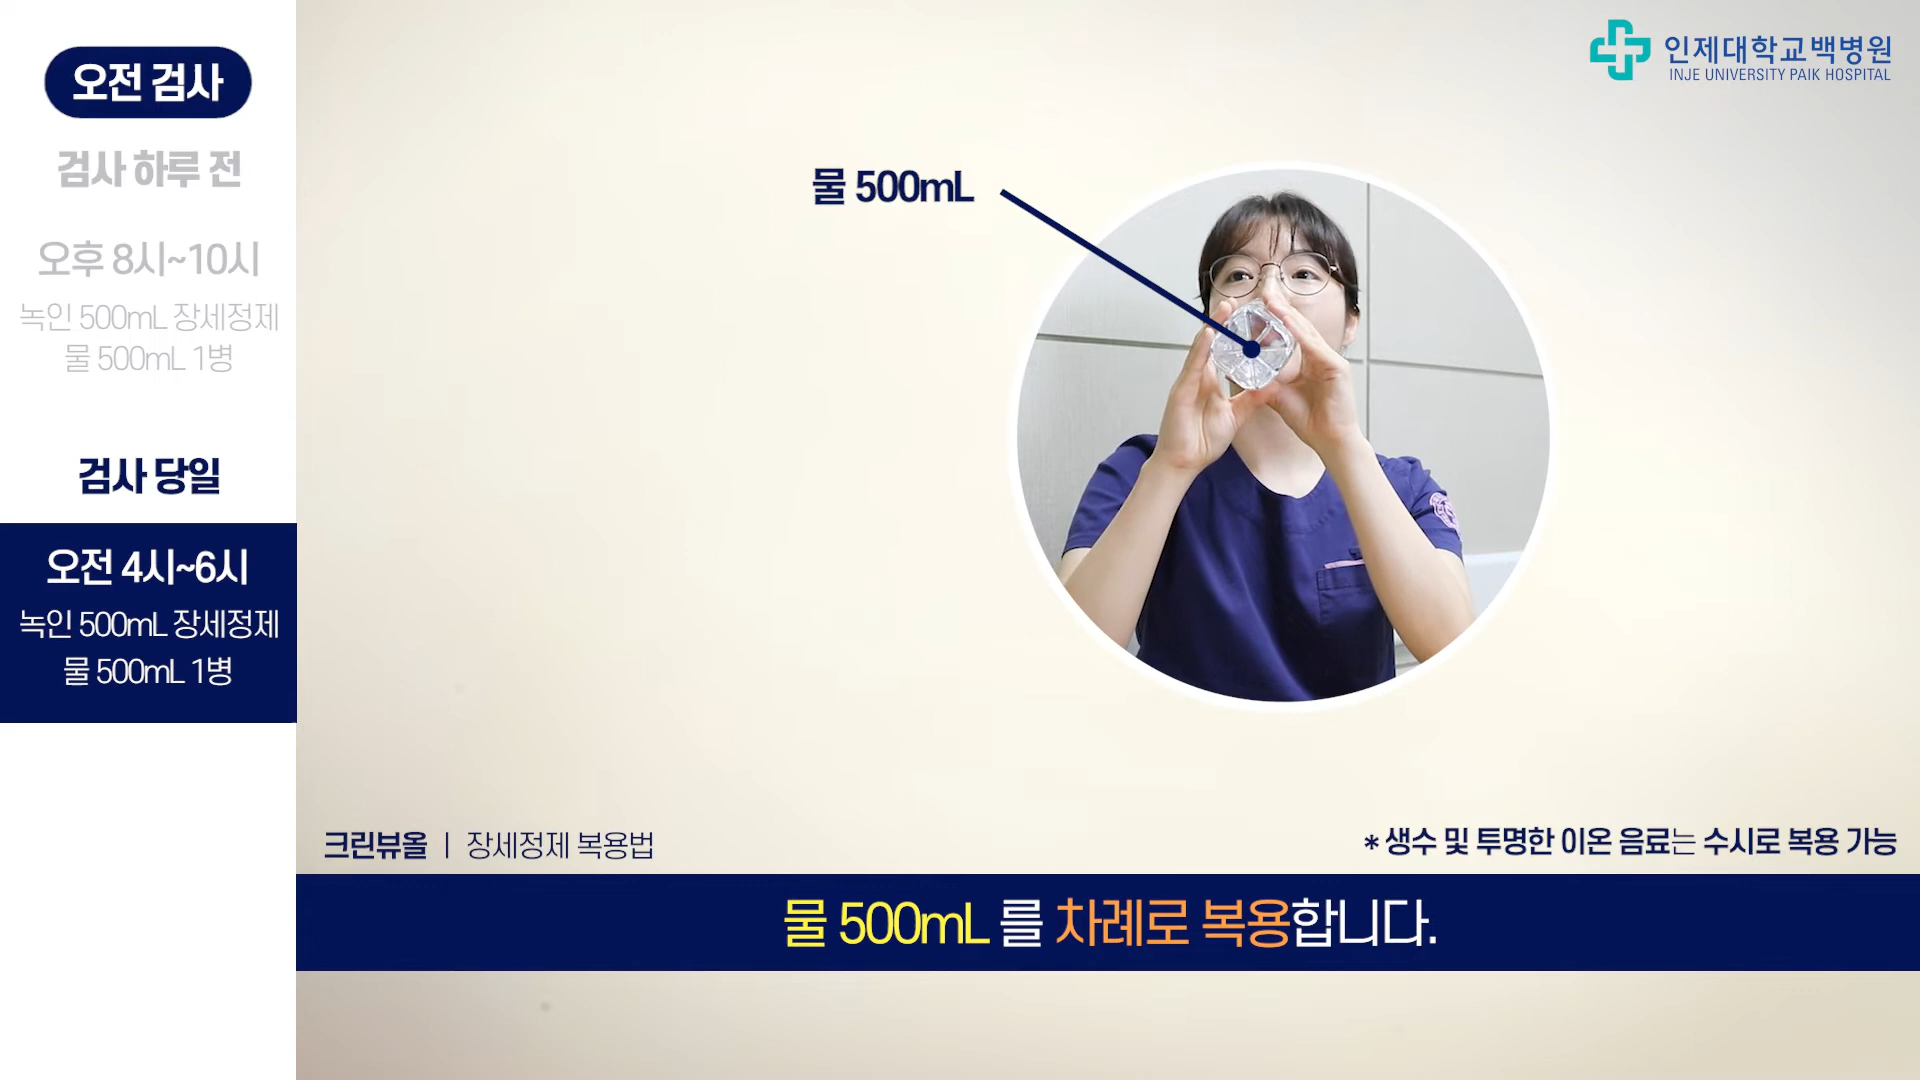 오전 검사
검사 하루 전
오후 8시~10시
녹인 500mL 장세정제
물 500mL 1병
검사 당일
오전 4시~6시
녹인 500mL 장세정제
물 500mL 1병
인제대학교백병원
INJE UNIVERSITY PAIK HOSPITAL
물 500mL
크린뷰올 | 장세정제 복용법
* 생수 및 투명한 이온 음료는 수시로 복용 가능
물 500mL 를 차례로 복용합니다.